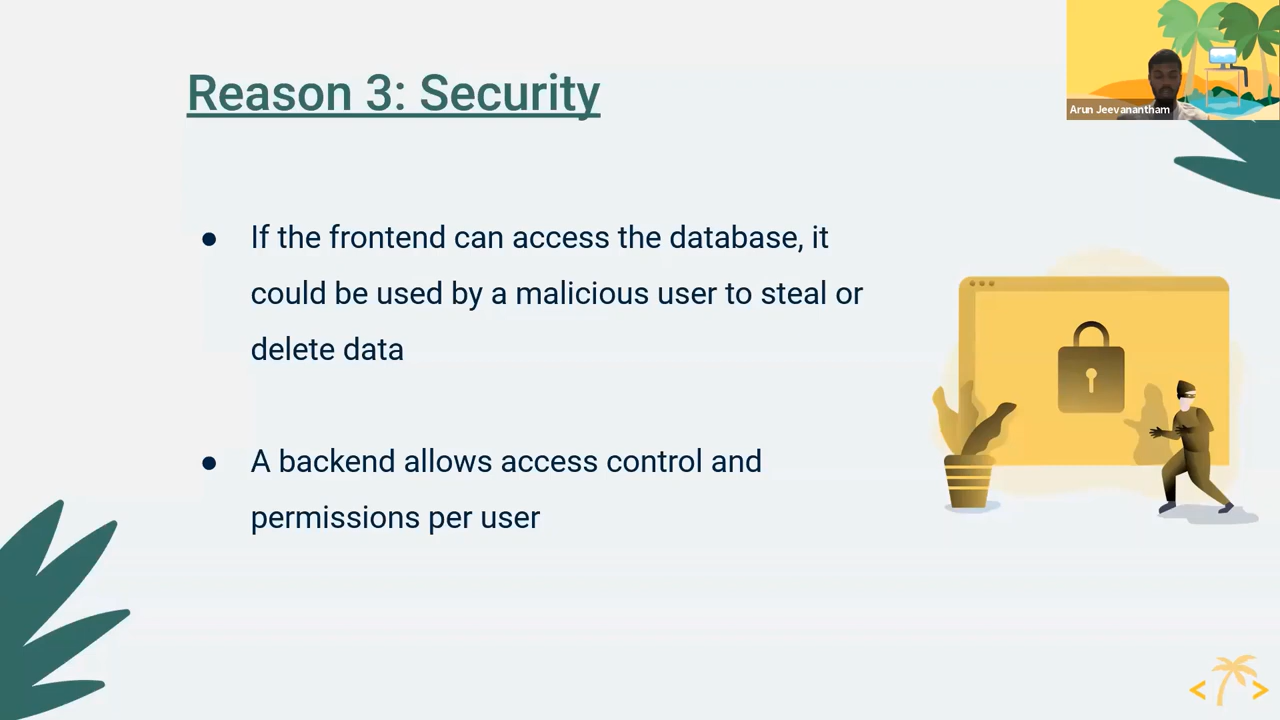 Reason 3: Security
Arun Jeevanantham
● If the frontend can access the database, it
could be used by a malicious user to steal or
delete data
● A backend allows access control and
permissions per user